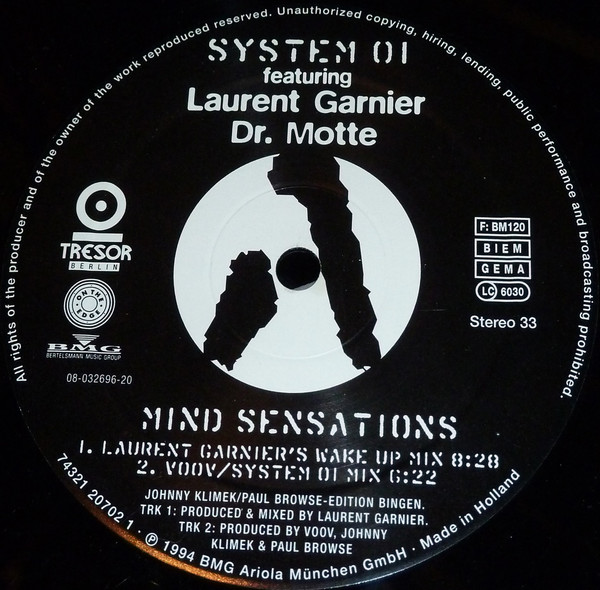 All rights of the producer and of the owner of the work reproduced reserved. Unauthorized copying, hiring, lending, public performance and broadcasting prohibited.
SYSTEM 01
featuring
Laurent Garnier
Dr. Motte
TRESOR
BERLIN
ON THE EDGE
BMG
BERTELSMANN MUSIC GROUP
08-032696-20
F: BM120
BIEM
GEMA
LC 6030
Stereo 33
MIND SENSATIONS
1. LAURENT GARNIER'S WAKE UP MIX 8:28
2. VOOV/SYSTEM 01 MIX 6:22
JOHNNY KLIMEK/PAUL BROWSE-EDITION BINGEN.
TRK 1: PRODUCED & MIXED BY LAURENT GARNIER.
TRK 2: PRODUCED BY VOOV, JOHNNY
KLIMEK & PAUL BROWSE
74321 20702 1 · ℗ 1994 BMG Ariola München GmbH · Made in Holland